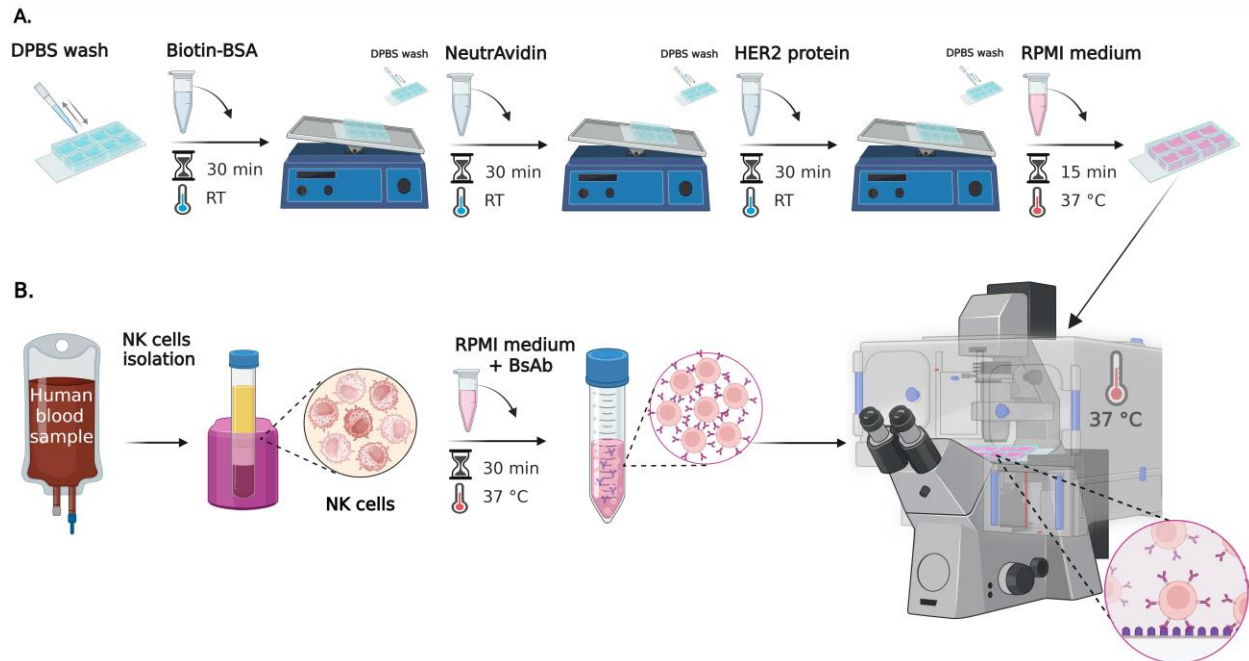 A.
DPBS wash
Biotin-BSA
30 min
RT
DPBS wash
NeutrAvidin
30 min
RT
DPBS wash
HER2 protein
30 min
RT
DPBS wash
RPMI medium
15 min
37 °C
B.
Human
blood
sample
NK cells
isolation
NK cells
RPMI medium
+ BsAb
30 min
37 °C
37 °C